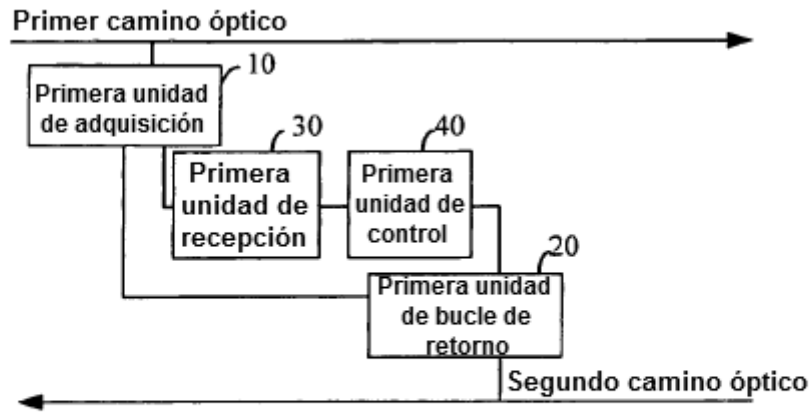 Primer camino óptico
10
Primera unidad
de adquisición
30
40
Primera
unidad de
recepción
Primera
unidad de
control
20
Primera unidad
de bucle de
retorno
Segundo camino óptico